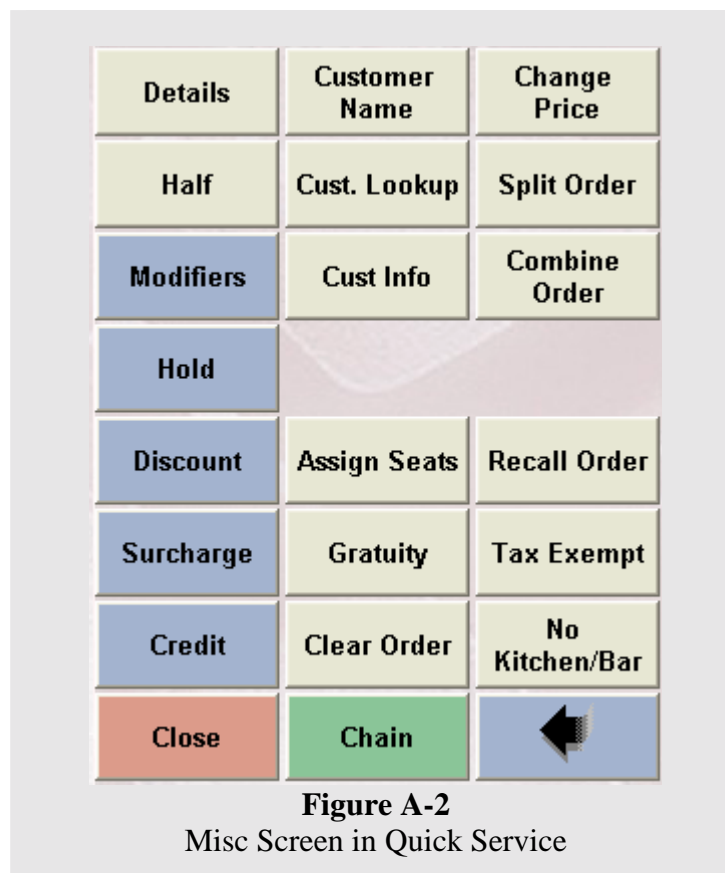 Details
Customer
Name
Change
Price
Half
Cust. Lookup
Split Order
Modifiers
Cust Info
Combine
Order
Hold
Discount
Assign Seats
Recall Order
Surcharge
Gratuity
Tax Exempt
Credit
Clear Order
No
Kitchen/Bar
Close
Chain
Figure A-2
Misc Screen in Quick Service